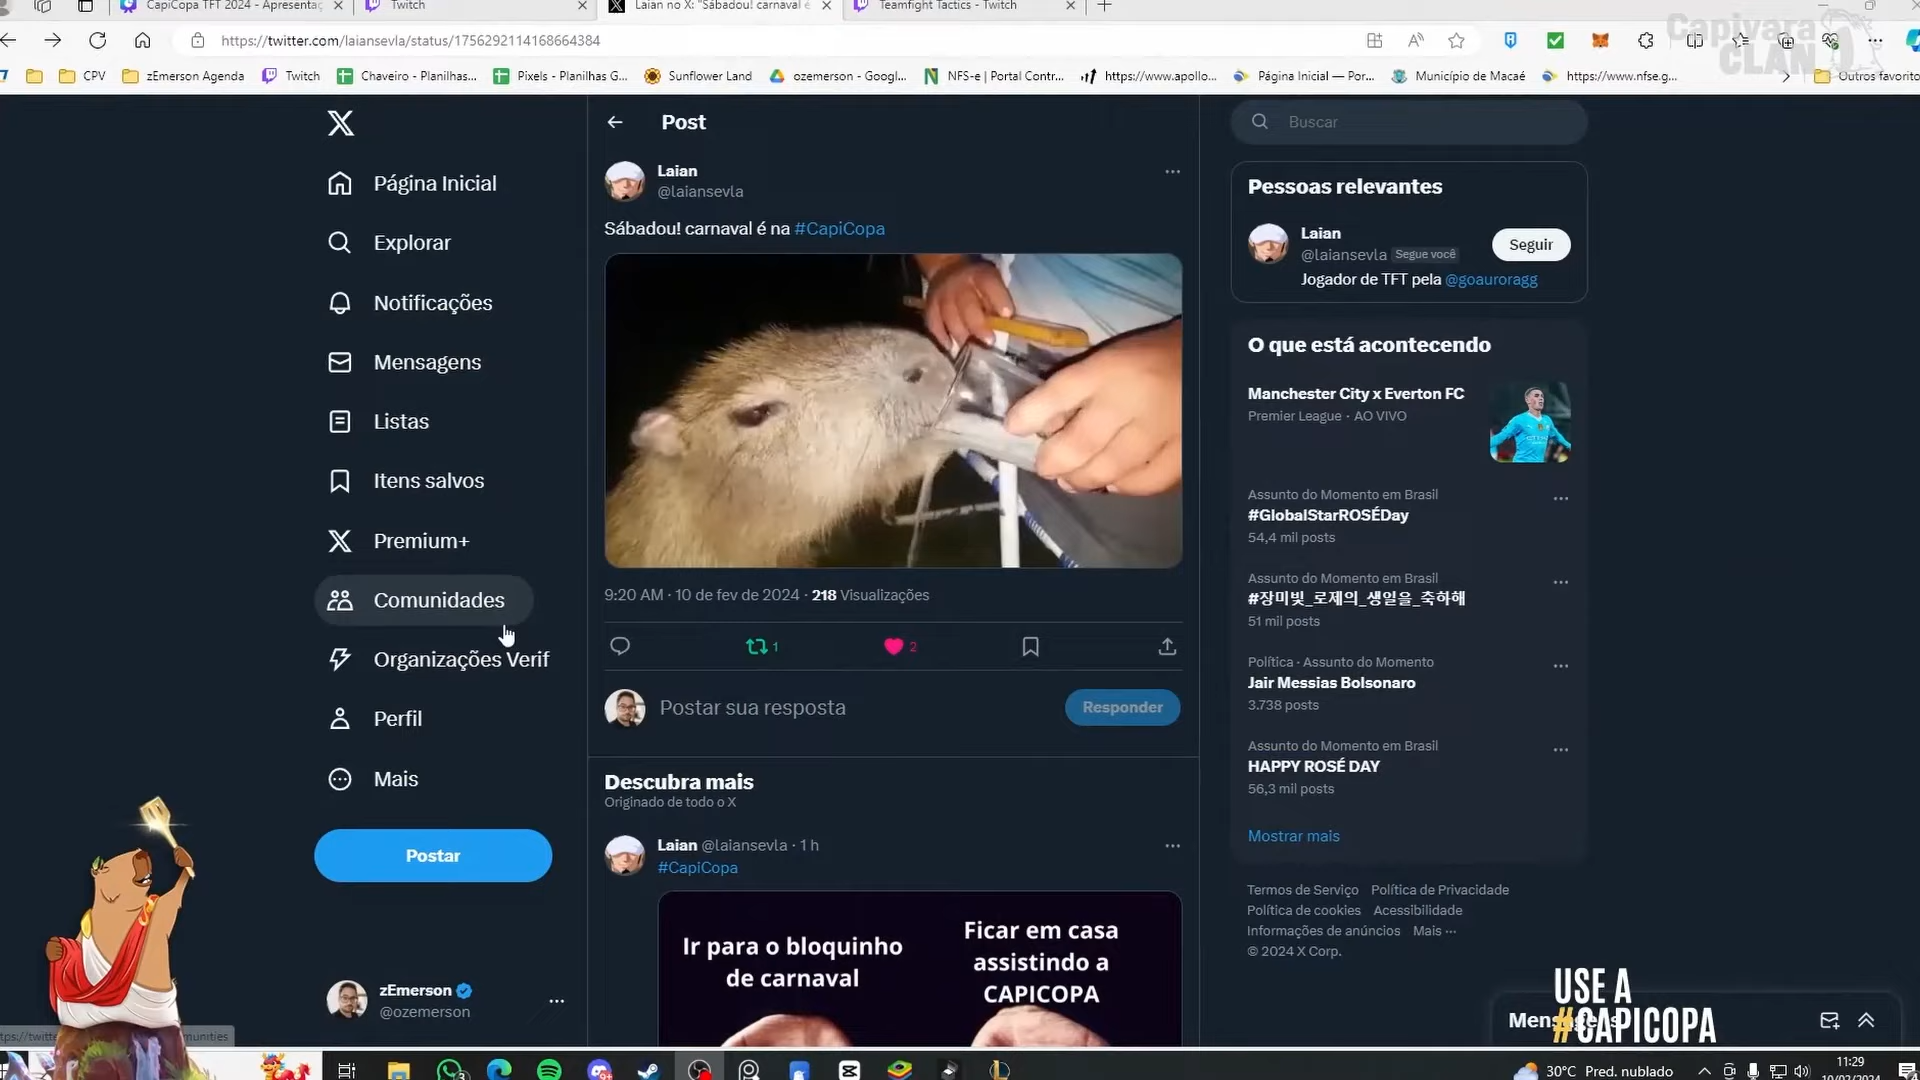 CapiCopa TFT 2024 - Apresentaç
Twitch
Laian no X: "Sábadou! carnaval é
Teamfight Tactics - Twitch
https://twitter.com/laiansevla/status/1756292114168664384
Capivara
CLAN
CPV
zEmerson Agenda
Twitch
Chaveiro - Planilhas...
Pixels - Planilhas G...
Sunflower Land
ozemerson - Googl...
NFS-e | Portal Contr...
https://www.apollo...
Página Inicial — Por...
Município de Macaé
https://www.nfse.g...
Outros favorito
Página Inicial
Explorar
Notificações
Mensagens
Listas
Itens salvos
Premium+
Comunidades
Organizações Verif
Perfil
Mais
Postar
zEmerson
@ozemerson
Post
Laian
@laiansevla
Sábadou! carnaval é na #CapiCopa
9:20 AM · 10 de fev de 2024 · 218 Visualizações
1
2
Postar sua resposta
Responder
Descubra mais
Originado de todo o X
Laian @laiansevla · 1 h
#CapiCopa
Ir para o bloquinho
de carnaval
Ficar em casa
assistindo a
CAPICOPA
Buscar
Pessoas relevantes
Laian
@laiansevla Segue você
Seguir
Jogador de TFT pela @goauroragg
O que está acontecendo
Manchester City x Everton FC
Premier League · AO VIVO
Assunto do Momento em Brasil
#GlobalStarROSÉDay
54,4 mil posts
Assunto do Momento em Brasil
#장미빛_로제의_생일을_축하해
51 mil posts
Política · Assunto do Momento
Jair Messias Bolsonaro
3.738 posts
Assunto do Momento em Brasil
HAPPY ROSÉ DAY
56,3 mil posts
Mostrar mais
Termos de Serviço Política de Privacidade
Política de cookies Acessibilidade
Informações de anúncios Mais ···
© 2024 X Corp.
USE A
#CAPICOPA
30°C Pred. nublado
11:29
10/02/2024